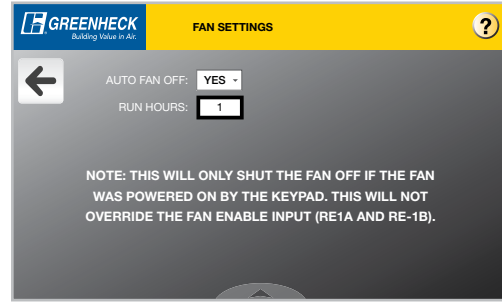 GREENHECK
Building Value in Air.
FAN SETTINGS
?
AUTO FAN OFF: YES
RUN HOURS: 1
NOTE: THIS WILL ONLY SHUT THE FAN OFF IF THE FAN
WAS POWERED ON BY THE KEYPAD. THIS WILL NOT
OVERRIDE THE FAN ENABLE INPUT (RE1A AND RE-1B).